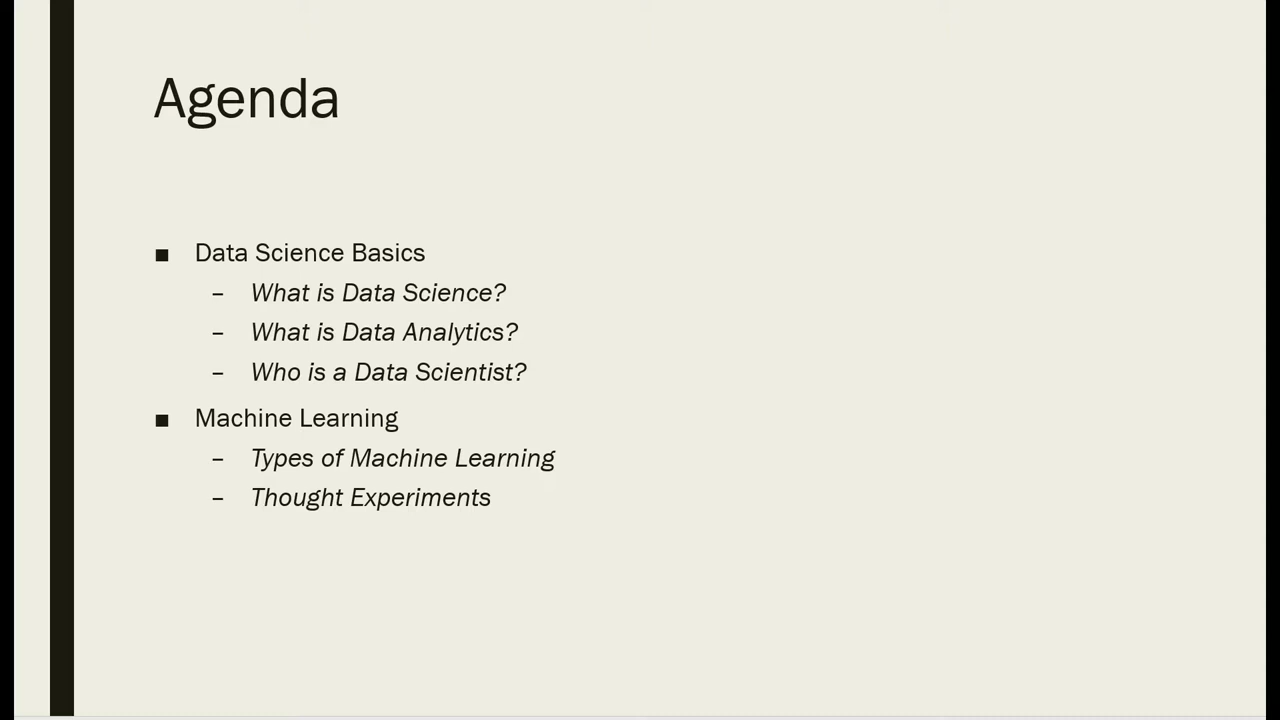 Agenda
■ Data Science Basics
– What is Data Science?
– What is Data Analytics?
– Who is a Data Scientist?
■ Machine Learning
– Types of Machine Learning
– Thought Experiments